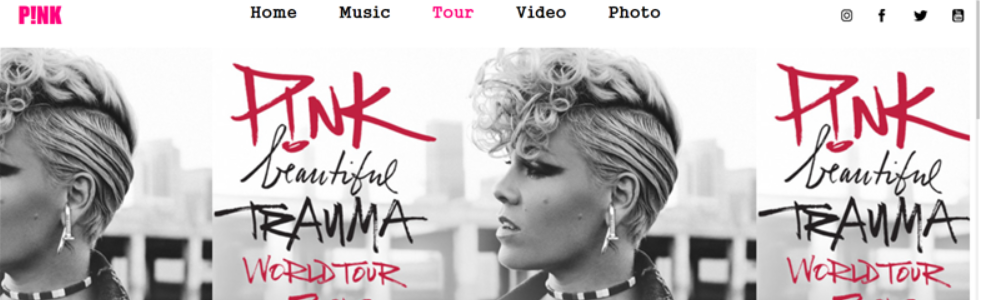 P!NK
Home Music Tour Video Photo
P!NK
beautiful
TRAUMA
WORLD TOUR
P!NK
beautiful
TRAUMA
WORLD TOUR